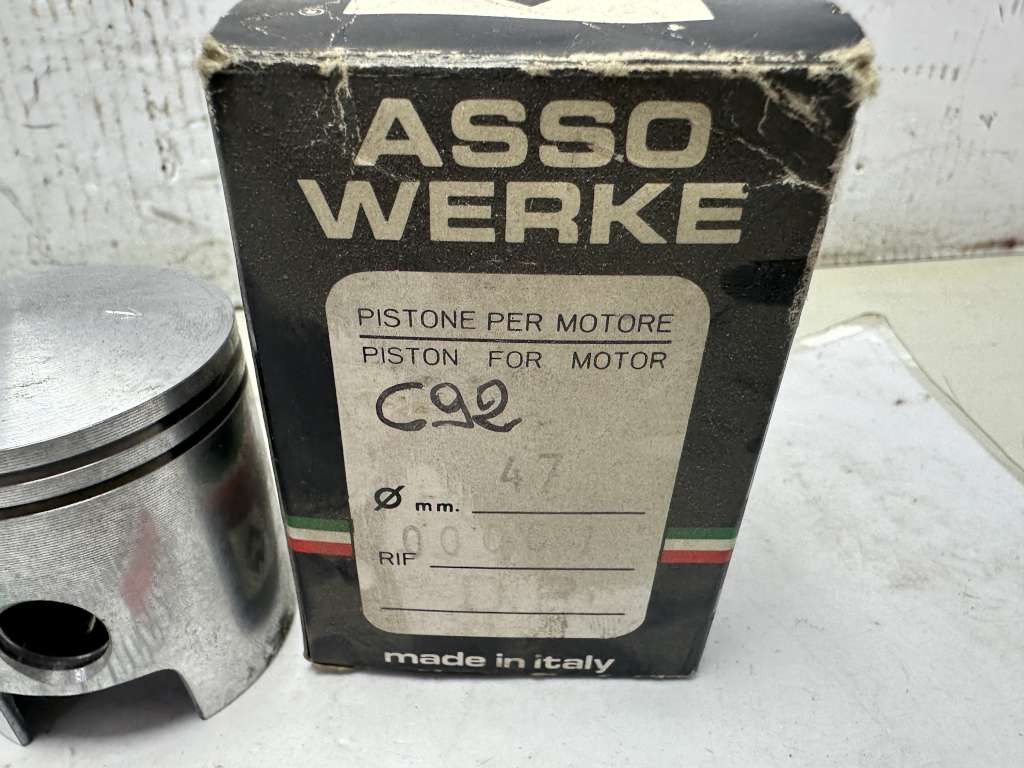 ASSO
WERKE
PISTONE PER MOTORE
PISTON FOR MOTOR
C92
47
Ø mm.
RIF
made in italy